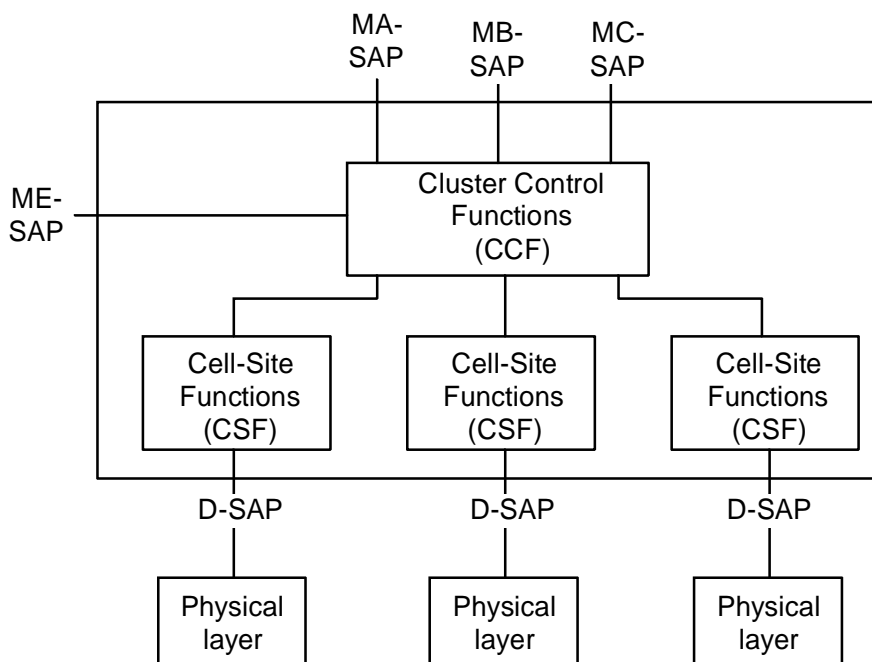 MA-
SAP
MB-
SAP
MC-
SAP
ME-
SAP
Cluster Control
Functions
(CCF)
Cell-Site
Functions
(CSF)
Cell-Site
Functions
(CSF)
Cell-Site
Functions
(CSF)
D-SAP
D-SAP
D-SAP
Physical
layer
Physical
layer
Physical
layer